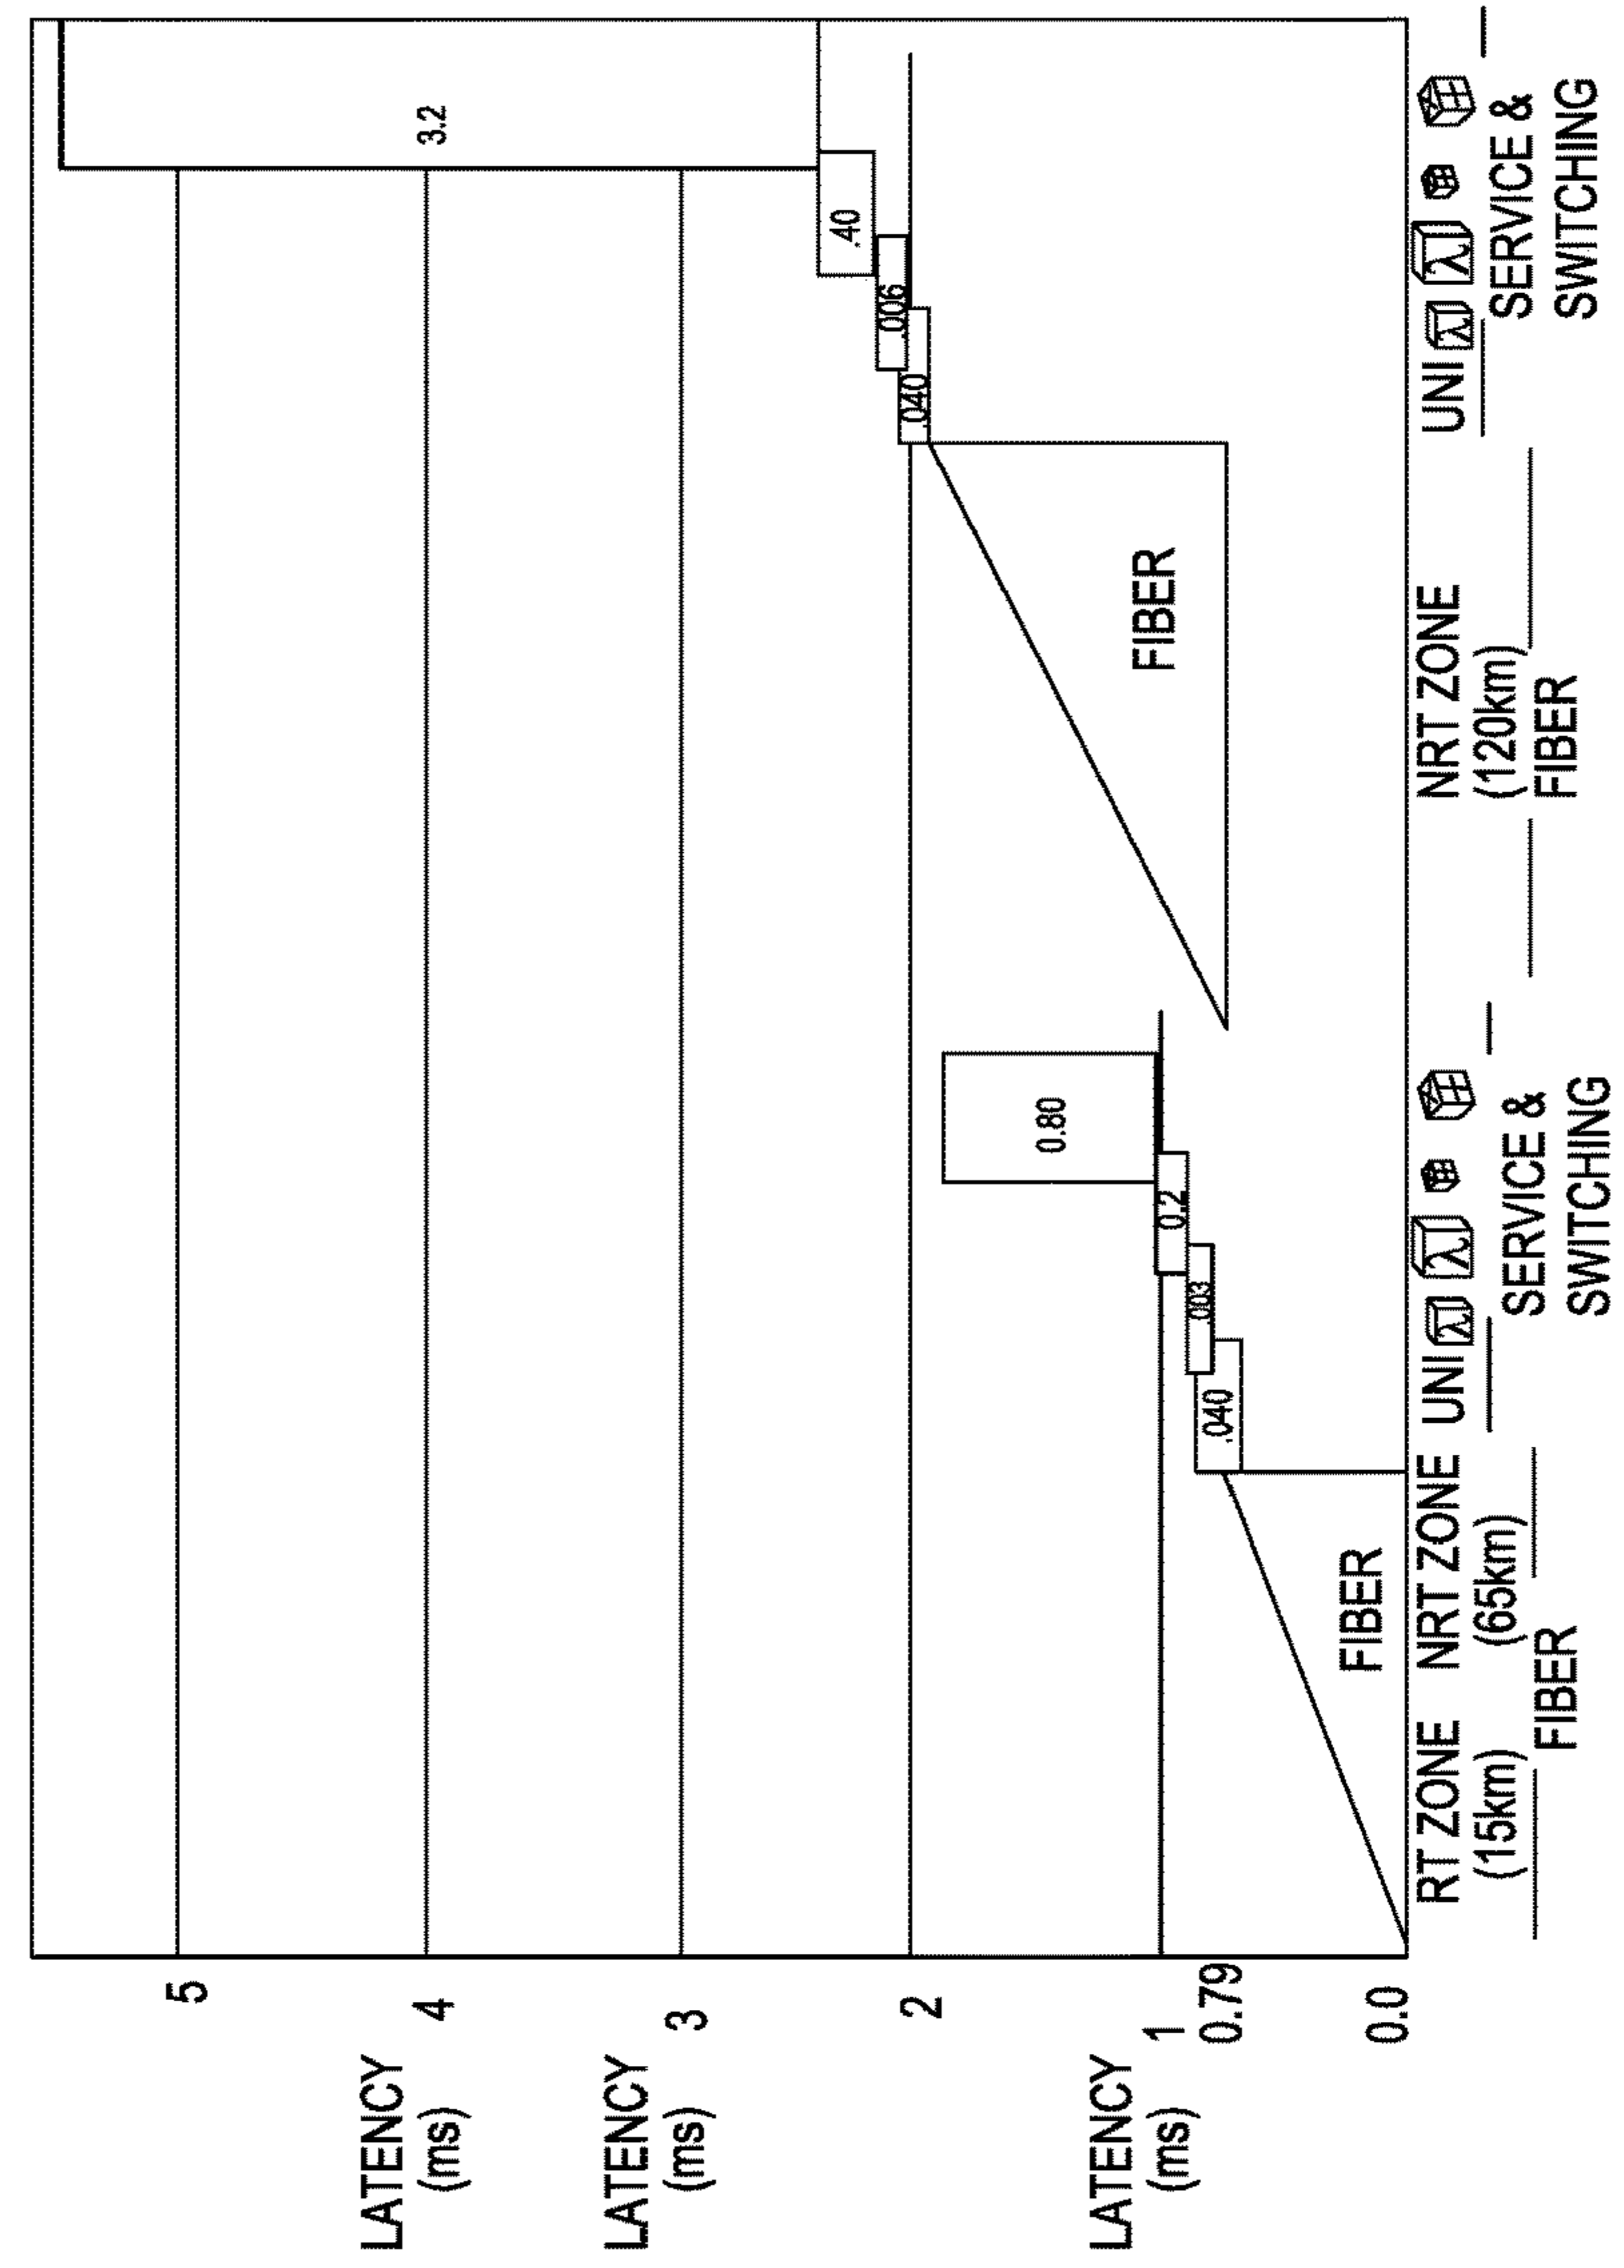 LATENCY
(ms)
LATENCY
(ms)
LATENCY
(ms)
5
4
3
2
1
0.79
0.0
FIBER
.040
.003
0.2
0.80
FIBER
.040
.006
.40
3.2
RT ZONE
(15km)
NRT ZONE
(65km)
FIBER
UNI
λ
λ
SERVICE &
SWITCHING
NRT ZONE
(120km)
FIBER
UNI
λ
λ
SERVICE &
SWITCHING